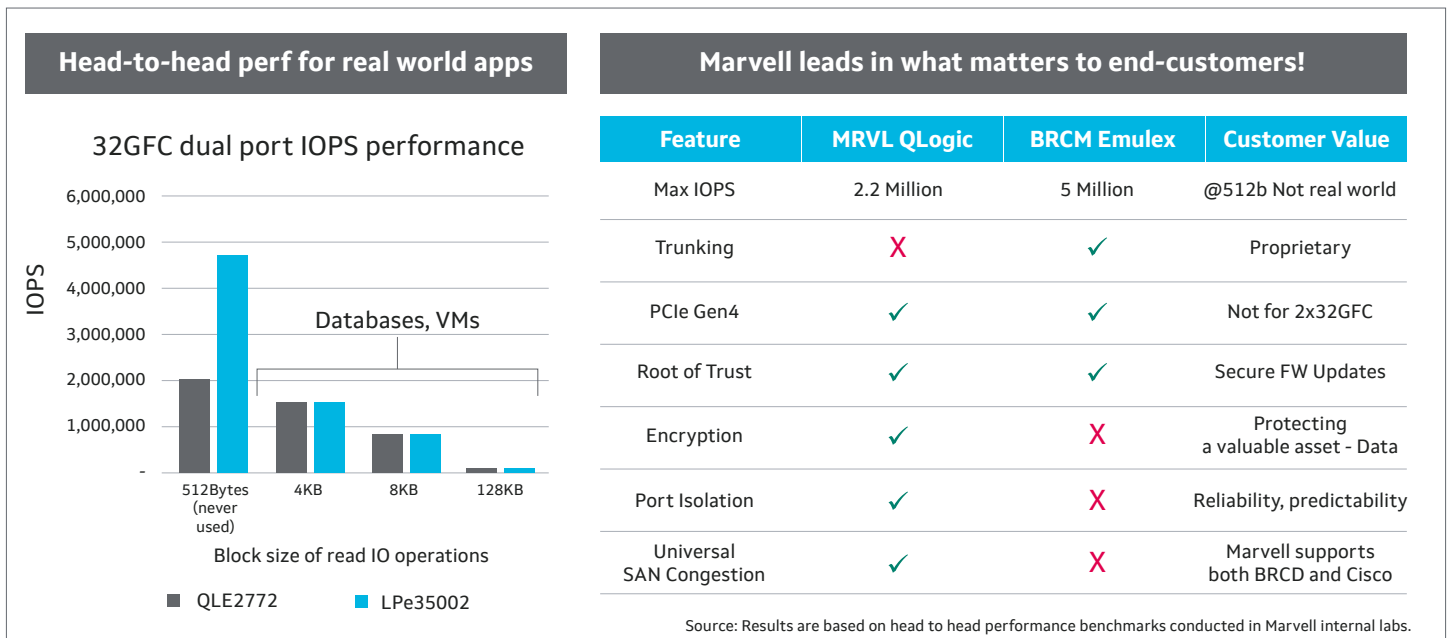 Head-to-head perf for real world apps
32GFC dual port IOPS performance
IOPS
6,000,000
5,000,000
4,000,000
3,000,000
2,000,000
1,000,000
-
Databases, VMs
512Bytes
(never
used)
4KB
8KB
128KB
Block size of read IO operations
QLE2772
LPe35002
Marvell leads in what matters to end-customers!
Feature MRVL QLogic BRCM Emulex Customer Value
Max IOPS 2.2 Million 5 Million @512b Not real world
Trunking X ✓ Proprietary
PCIe Gen4 ✓ ✓ Not for 2x32GFC
Root of Trust ✓ ✓ Secure FW Updates
Encryption ✓ X Protecting
a valuable asset - Data
Port Isolation ✓ X Reliability, predictability
Universal
SAN Congestion ✓ X Marvell supports
both BRCD and Cisco
Source: Results are based on head to head performance benchmarks conducted in Marvell internal labs.